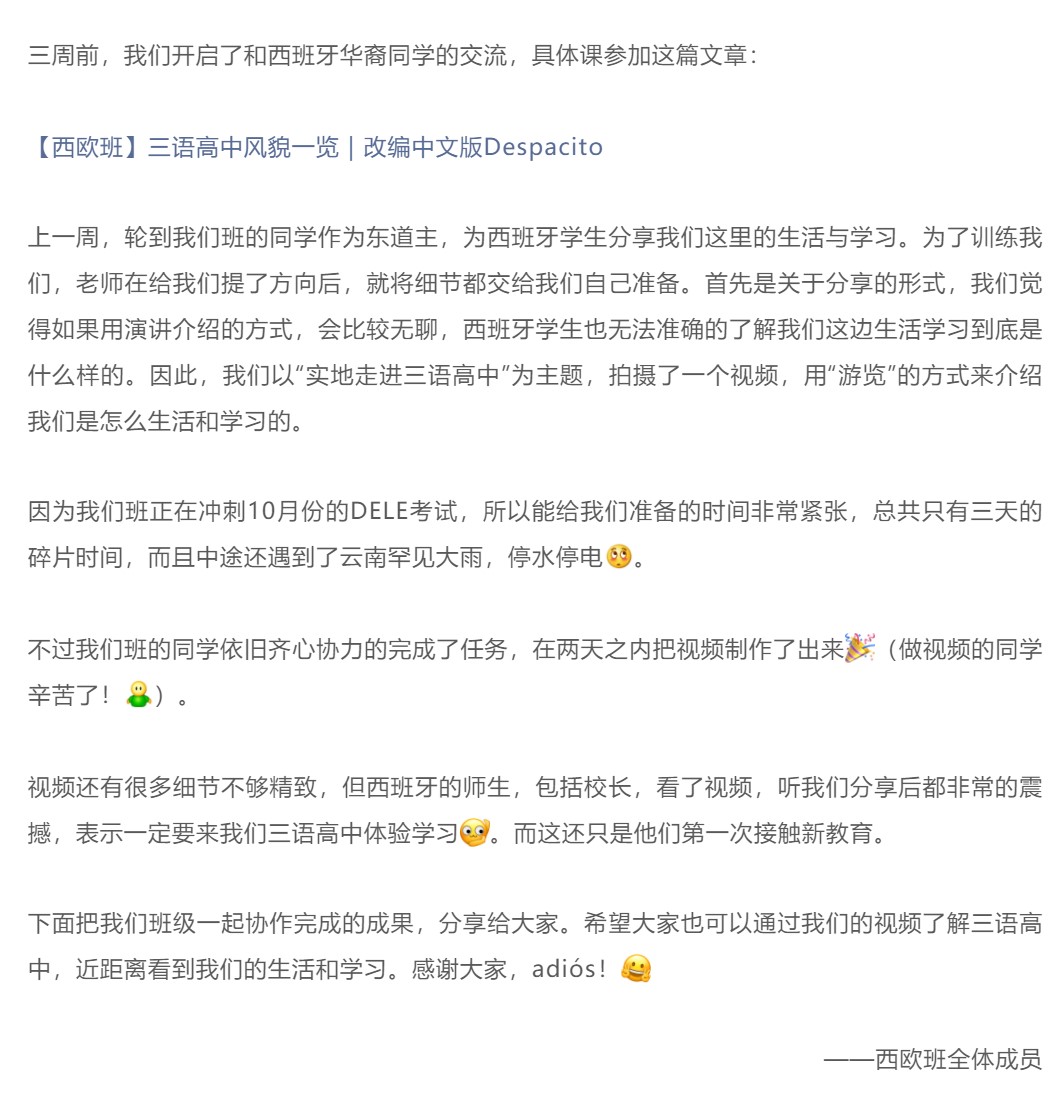 三周前，我们开启了和西班牙华裔同学的交流，具体课参加这篇文章：
【西欧班】三语高中风貌一览 | 改编中文版Despacito
上一周，轮到我们班的同学作为东道主，为西班牙学生分享我们这里的生活与学习。为了训练我
们，老师在给我们提了方向后，就将细节都交给我们自己准备。首先是关于分享的形式，我们觉
得如果用演讲介绍的方式，会比较无聊，西班牙学生也无法准确的了解我们这边生活学习到底是
什么样的。因此，我们以“实地走进三语高中”为主题，拍摄了一个视频，用“游览”的方式来介绍
我们是怎么生活和学习的。
因为我们班正在冲刺10月份的DELE考试，所以能给我们准备的时间非常紧张，总共只有三天的
碎片时间，而且中途还遇到了云南罕见大雨，停水停电🥺。
不过我们班的同学依旧齐心协力的完成了任务，在两天之内把视频制作了出来🎉（做视频的同学
辛苦了！）。
视频还有很多细节不够精致，但西班牙的师生，包括校长，看了视频，听我们分享后都非常的震
撼，表示一定要来我们三语高中体验学习。而这还只是他们第一次接触新教育。
下面把我们班级一起协作完成的成果，分享给大家。希望大家也可以通过我们的视频了解三语高
中，近距离看到我们的生活和学习。感谢大家，adiós！🤗
——西欧班全体成员